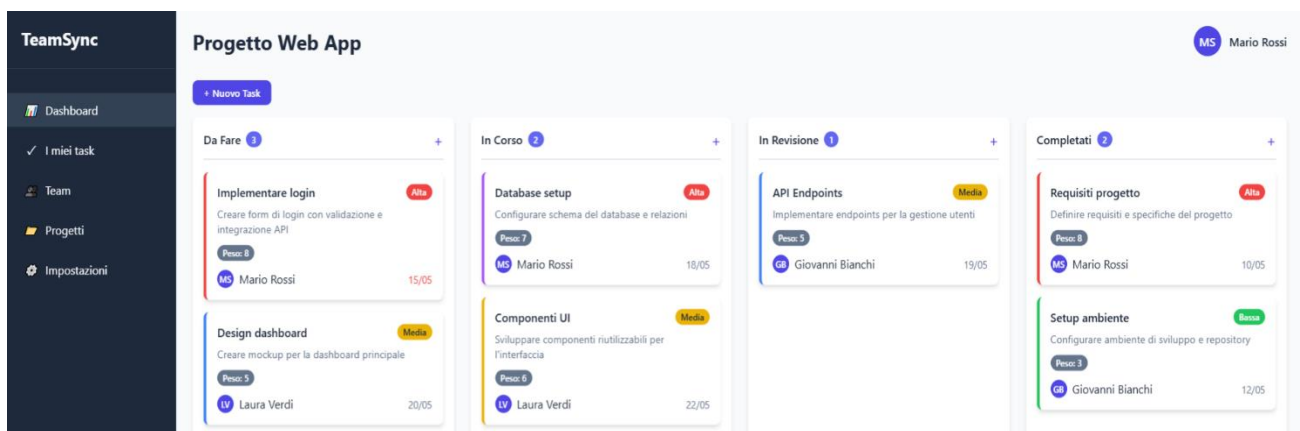 TeamSync
Dashboard
I miei task
Team
Progetti
Impostazioni
Progetto Web App
MS Mario Rossi
+ Nuovo Task
Da Fare 3 +
Implementare login Alta
Creare form di login con validazione e
integrazione API
Peso: 8
MS Mario Rossi 15/05
Design dashboard Media
Creare mockup per la dashboard principale
Peso: 5
LV Laura Verdi 20/05
In Corso 2 +
Database setup Alta
Configurare schema del database e relazioni
Peso: 7
MS Mario Rossi 18/05
Componenti UI Media
Sviluppare componenti riutilizzabili per
l'interfaccia
Peso: 6
LV Laura Verdi 22/05
In Revisione 1 +
API Endpoints Media
Implementare endpoints per la gestione utenti
Peso: 5
GB Giovanni Bianchi 19/05
Completati 2 +
Requisiti progetto Alta
Definire requisiti e specifiche del progetto
Peso: 8
MS Mario Rossi 10/05
Setup ambiente Bassa
Configurare ambiente di sviluppo e repository
Peso: 3
GB Giovanni Bianchi 12/05